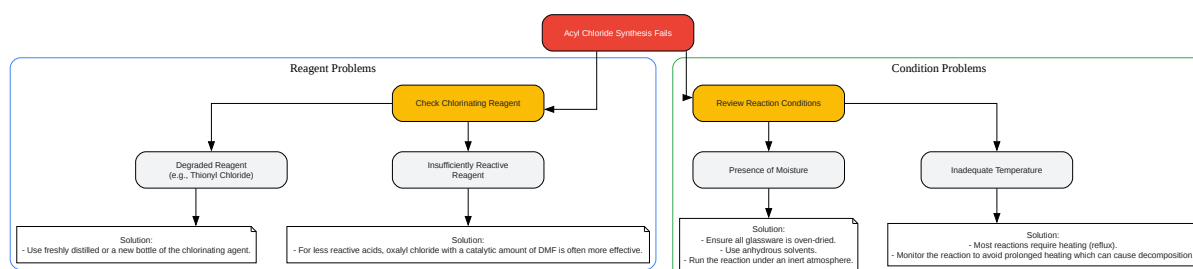 Acyl Chloride Synthesis Fails
Reagent Problems
Condition Problems
Check Chlorinating Reagent
Review Reaction Conditions
Degraded Reagent
(e.g., Thionyl Chloride)
Insufficiently Reactive
Reagent
Presence of Moisture
Inadequate Temperature
Solution:
- Use freshly distilled or a new bottle of the chlorinating agent.
Solution:
- For less reactive acids, oxalyl chloride with a catalytic amount of DMF is often more effective.
Solution:
- Ensure all glassware is oven-dried.
- Use anhydrous solvents.
- Run the reaction under an inert atmosphere.
Solution:
- Most reactions require heating (reflux).
- Monitor the reaction to avoid prolonged heating which can cause decomposition